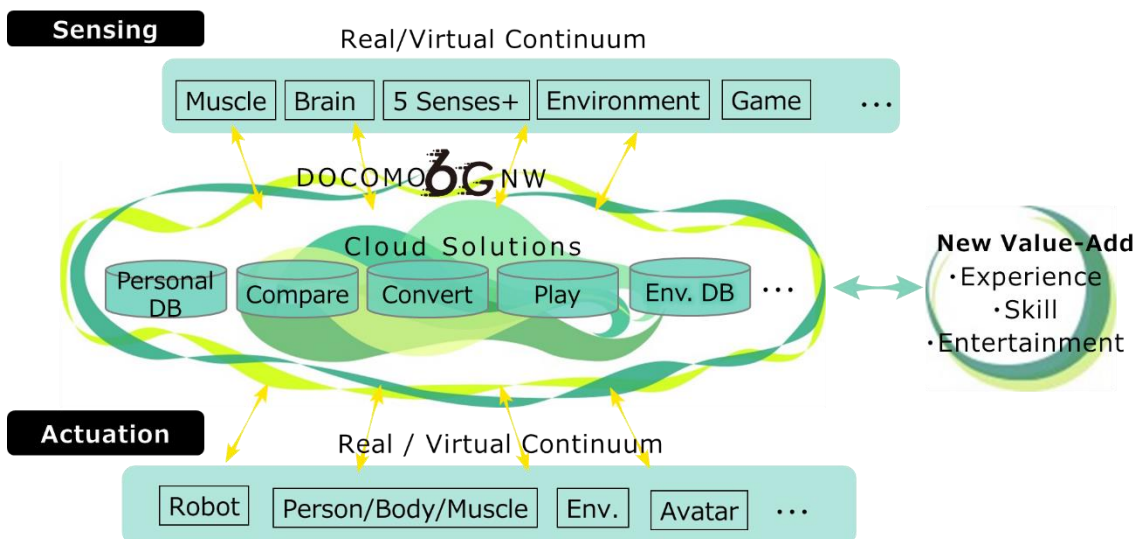 Sensing
Real/Virtual Continuum
Muscle Brain 5 Senses+ Environment Game ...
DOCOMO 6G NW
Cloud Solutions
Personal DB Compare Convert Play Env. DB ...
New Value-Add
・Experience
・Skill
・Entertainment
Actuation
Real / Virtual Continuum
Robot Person/Body/Muscle Env. Avatar ...